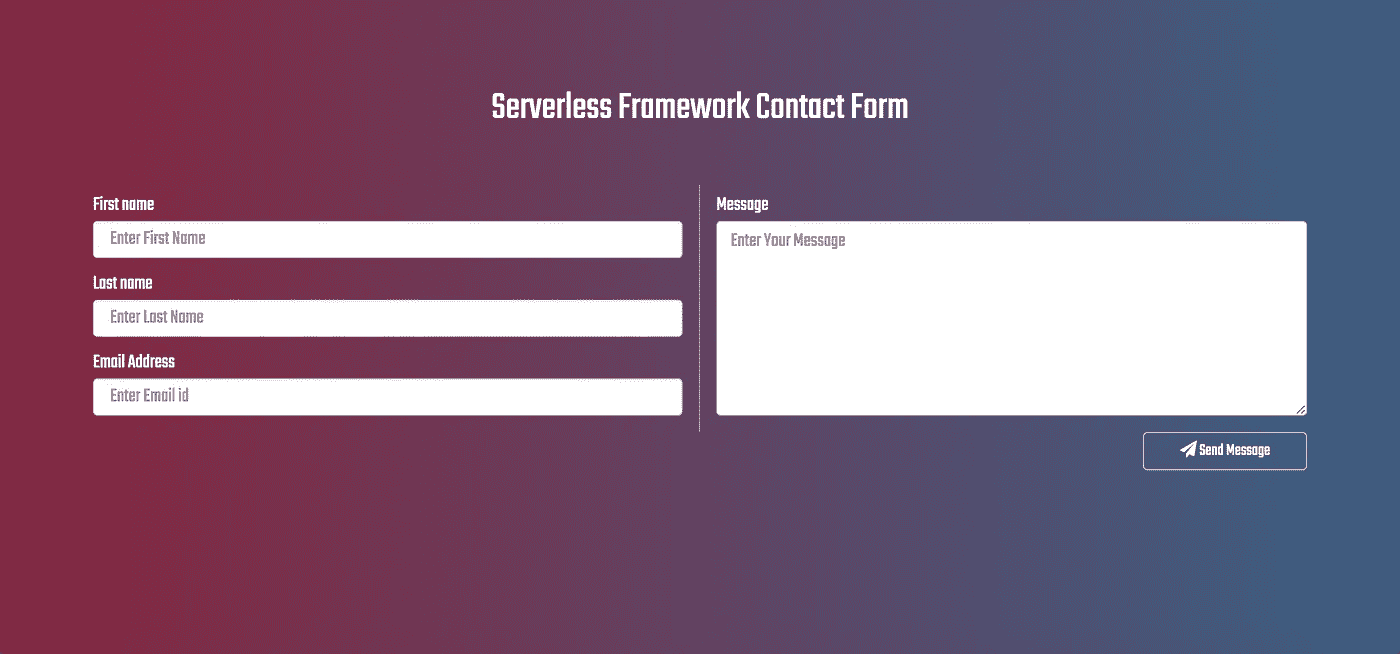 Serverless Framework Contact Form
First name
Enter First Name
Last name
Enter Last Name
Email Address
Enter Email id
Message
Enter Your Message
Send Message